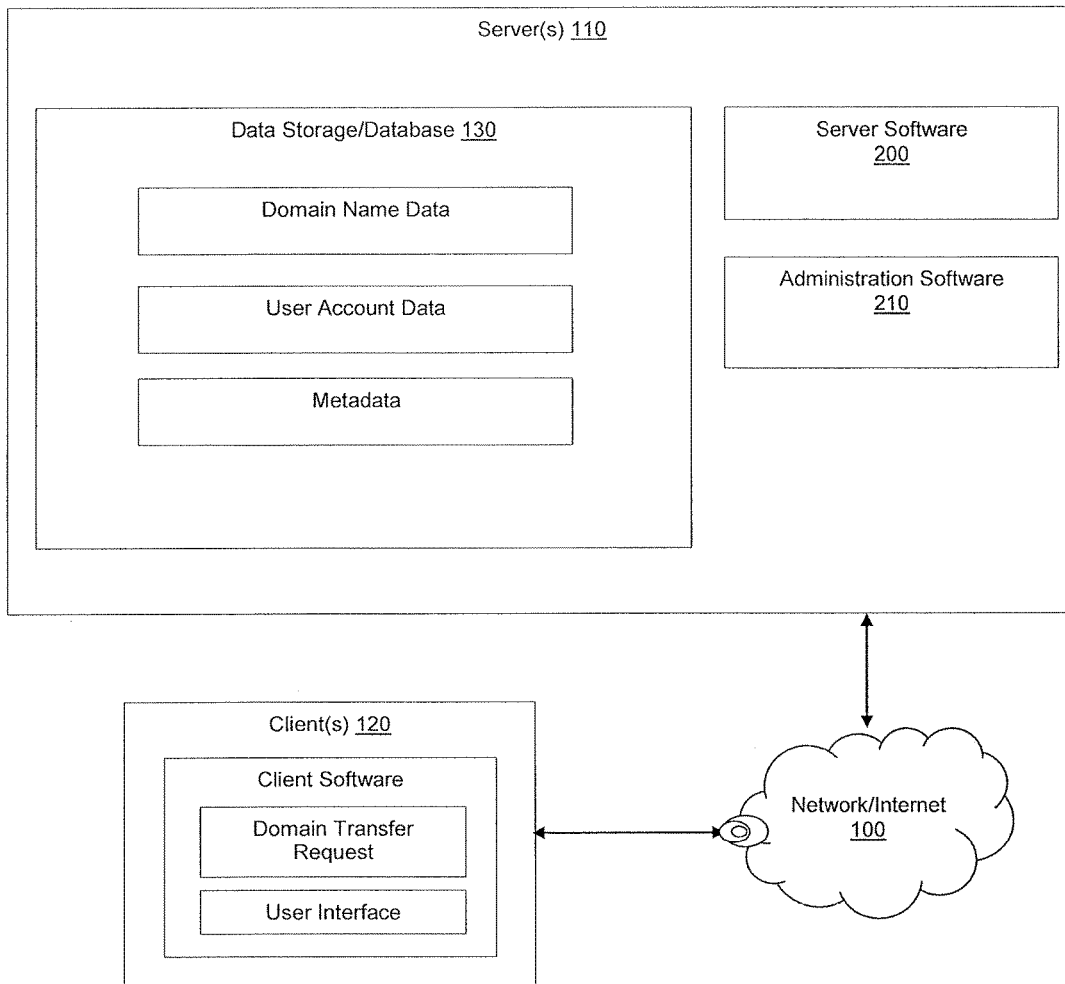 Server(s) 110
Data Storage/Database 130
Domain Name Data
User Account Data
Metadata
Server Software
200
Administration Software
210
Client(s) 120
Client Software
Domain Transfer
Request
User Interface
Network/Internet
100